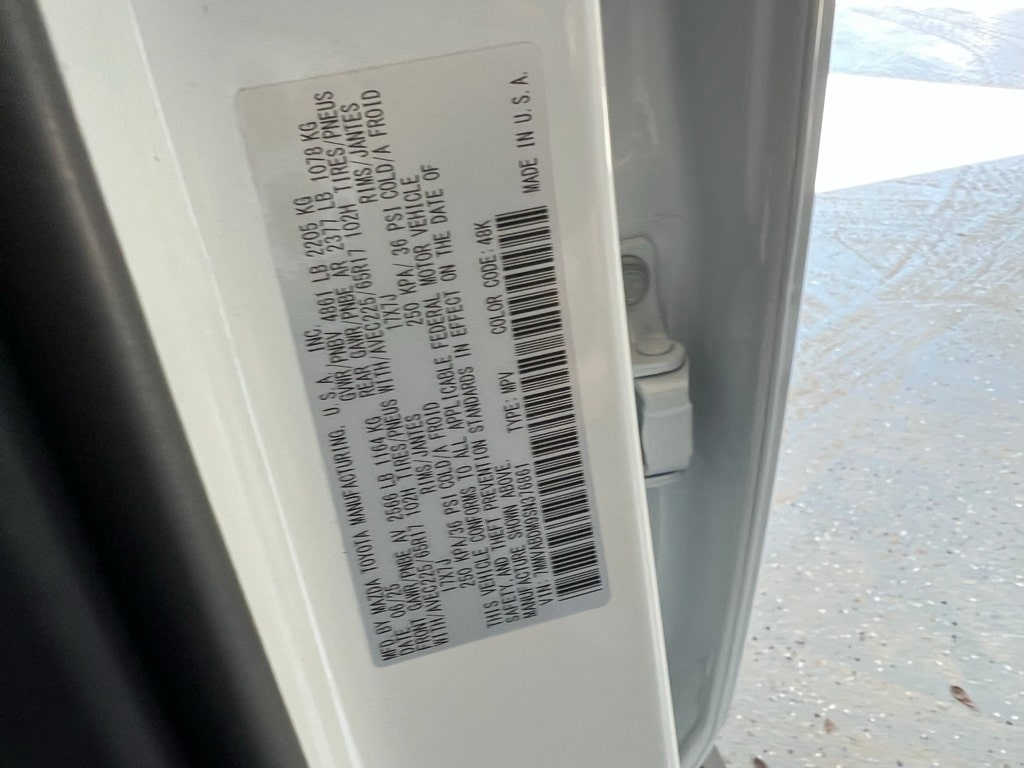 MFD. BY MAZDA TOYOTA MANUFACTURING, U.S.A., INC.
DATE: 06/25 GVWR/PNBV 4861 LB 2205 KG
FRONT GAWR/PNBE AV 2566 LB 1164 KG REAR GAWR/PNBE AR 2377 LB 1078 KG
WITH/AVEC225 65R17 102H TIRES/PNEUS WITH/AVEC225 65R17 102H TIRES/PNEUS
17X7J RIMS/JANTES 17X7J RIMS/JANTES
250 KPA/36 PSI COLD/A FROID 250 KPA/ 36 PSI COLD/A FROID
THIS VEHICLE CONFORMS TO ALL APPLICABLE FEDERAL MOTOR VEHICLE
SAFETY, AND THEFT PREVENTION STANDARDS IN EFFECT ON THE DATE OF
MANUFACTURE SHOWN ABOVE.
TYPE: MPV COLOR CODE: 48K MADE IN U.S.A.